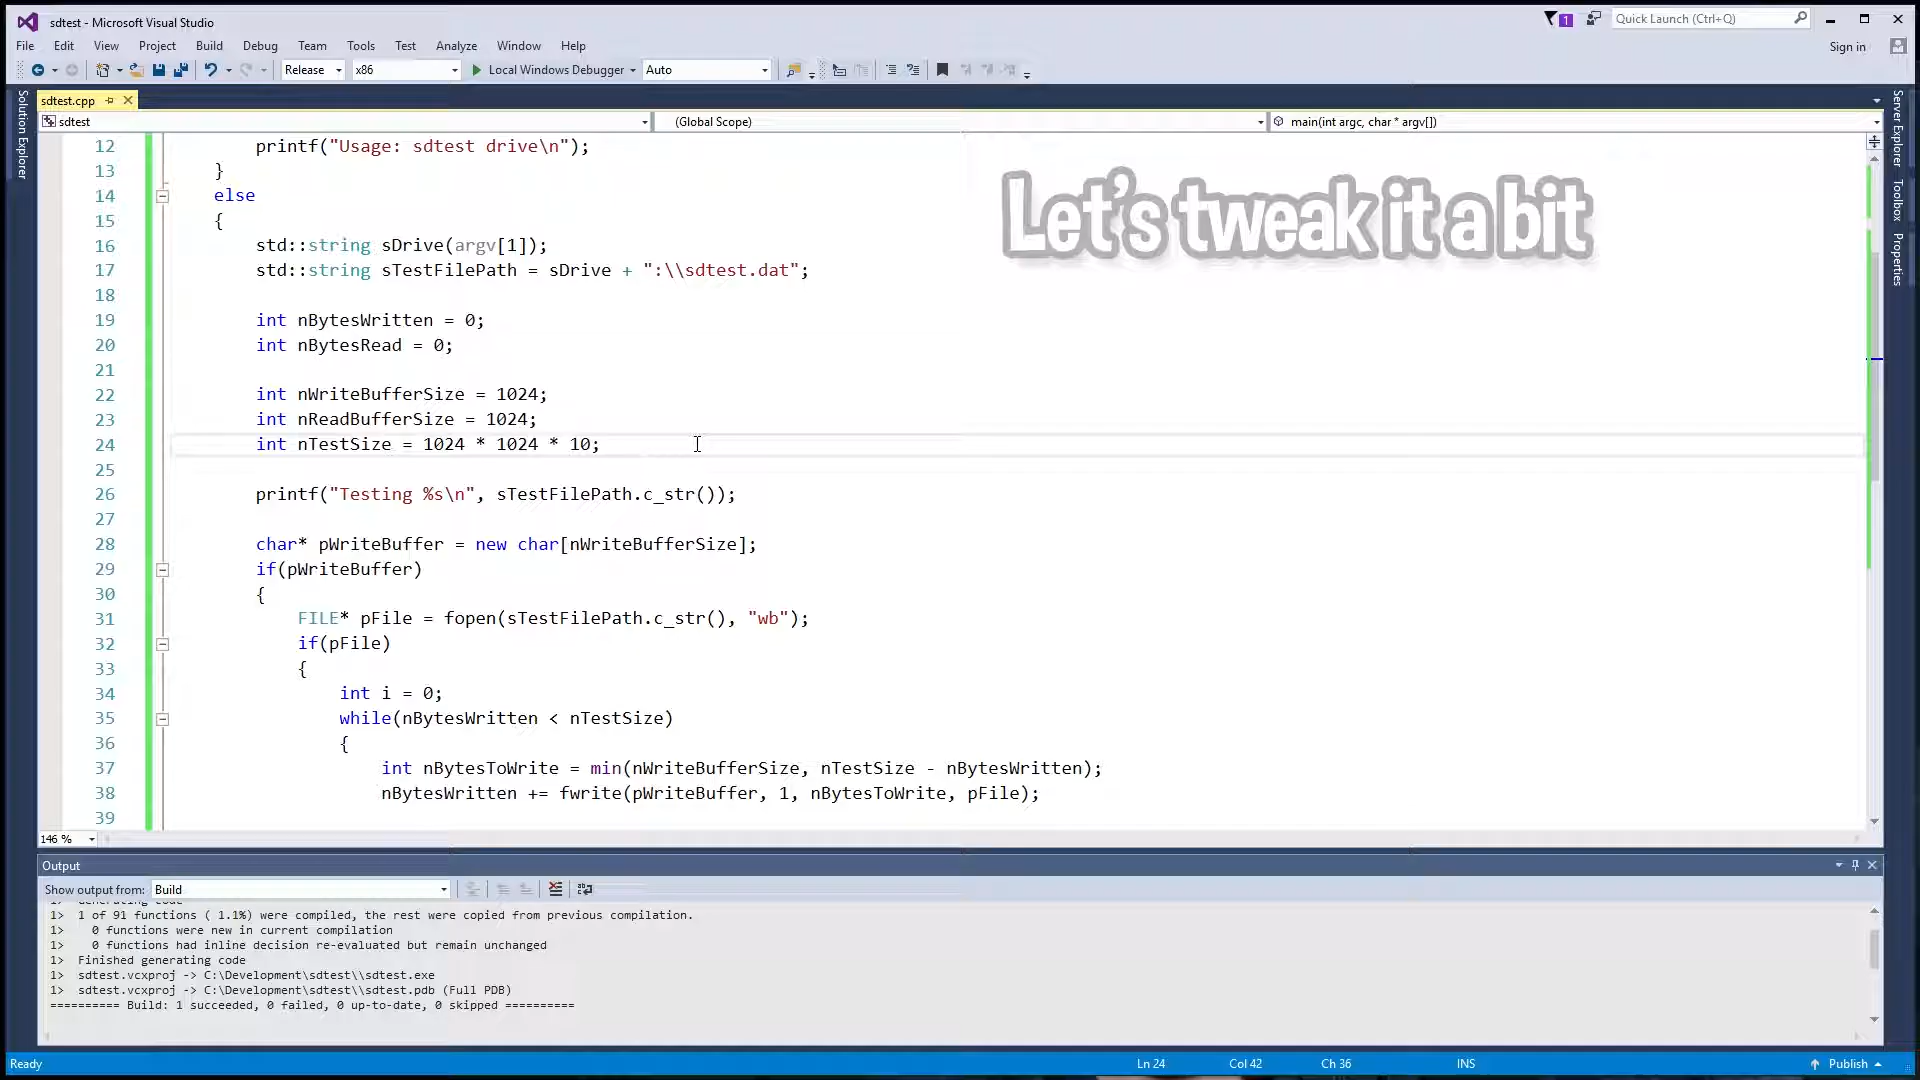 sdtest - Microsoft Visual Studio
1
Quick Launch (Ctrl+Q)
File Edit View Project Build Debug Team Tools Test Analyze Window Help
Sign in
Release x86 Local Windows Debugger Auto
Solution Explorer
sdtest.cpp
Server Explorer
Toolbox
Properties
sdtest (Global Scope) main(int argc, char * argv[])
Let's tweak it a bit
12 printf("Usage: sdtest drive\n");
13 }
14 else
15 {
16 std::string sDrive(argv[1]);
17 std::string sTestFilePath = sDrive + ":\\sdtest.dat";
18
19 int nBytesWritten = 0;
20 int nBytesRead = 0;
21
22 int nWriteBufferSize = 1024;
23 int nReadBufferSize = 1024;
24 int nTestSize = 1024 * 1024 * 10;
25
26 printf("Testing %s\n", sTestFilePath.c_str());
27
28 char* pWriteBuffer = new char[nWriteBufferSize];
29 if(pWriteBuffer)
30 {
31 FILE* pFile = fopen(sTestFilePath.c_str(), "wb");
32 if(pFile)
33 {
34 int i = 0;
35 while(nBytesWritten < nTestSize)
36 {
37 int nBytesToWrite = min(nWriteBufferSize, nTestSize - nBytesWritten);
38 nBytesWritten += fwrite(pWriteBuffer, 1, nBytesToWrite, pFile);
39
146 %
Output
Show output from: Build
1> Generating code
1> 1 of 91 functions ( 1.1%) were compiled, the rest were copied from previous compilation.
1> 0 functions were new in current compilation
1> 0 functions had inline decision re-evaluated but remain unchanged
1> Finished generating code
1> sdtest.vcxproj -> C:\Development\sdtest\\sdtest.exe
1> sdtest.vcxproj -> C:\Development\sdtest\\sdtest.pdb (Full PDB)
========== Build: 1 succeeded, 0 failed, 0 up-to-date, 0 skipped ==========
Ready Ln 24 Col 42 Ch 36 INS Publish